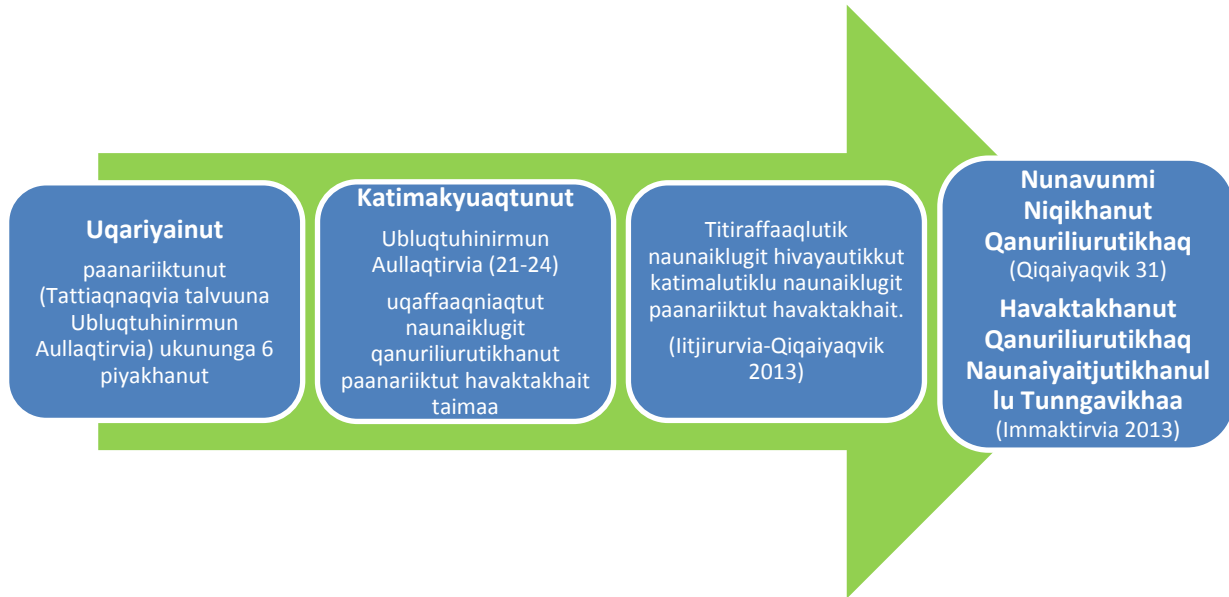 Uqariyainut
paanariiktunut
(Tattiaqnaqvia talvuuna
Ubluqtuhinirmun
Aullaqtirvia) ukununga 6
piyakhanut
Katimakyuaqtunut
Ubluqtuhinirmun
Aullaqtirvia (21-24)
uqaffaaqniaqtut
naunaiklugit
qanuriliurutikhanut
paanariiktut havaktakhait
taimaa
Titiraffaaqlutik
naunaiklugit hivayautikkut
katimalutiklu naunaiklugit
paanariiktut havaktakhait.
(Iitjirurvia-Qiqaiyaqvik
2013)
Nunavunmi
Niqikhanut
Qanuriliurutikhaq
(Qiqaiyaqvik 31)
Havaktakhanut
Qanuriliurutikhaq
Naunaiyaitjutikhanul
lu Tunngavikhaa
(Immaktirvia 2013)